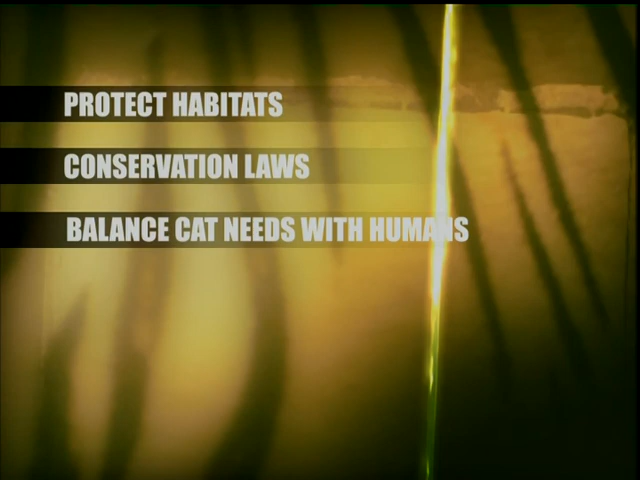 PROTECT HABITATS
CONSERVATION LAWS
BALANCE CAT NEEDS WITH HUMANS